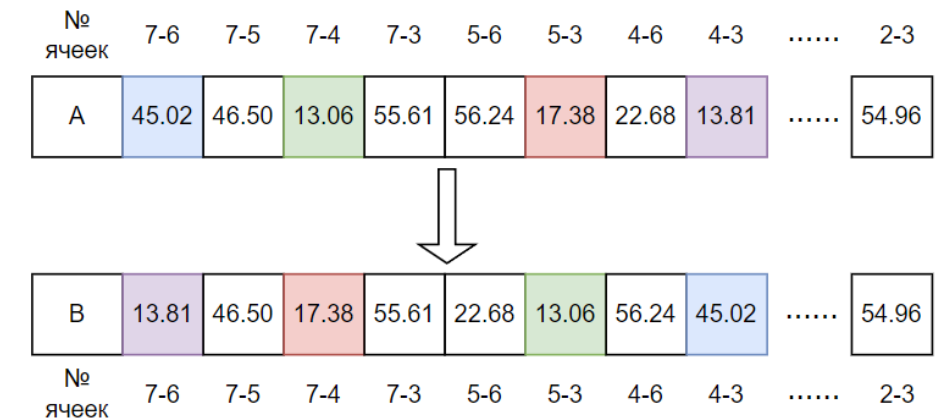 № ячеек 7-6 7-5 7-4 7-3 5-6 5-3 4-6 4-3 ...... 2-3
A 45.02 46.50 13.06 55.61 56.24 17.38 22.68 13.81 ...... 54.96
B 13.81 46.50 17.38 55.61 22.68 13.06 56.24 45.02 ...... 54.96
№ ячеек 7-6 7-5 7-4 7-3 5-6 5-3 4-6 4-3 ...... 2-3